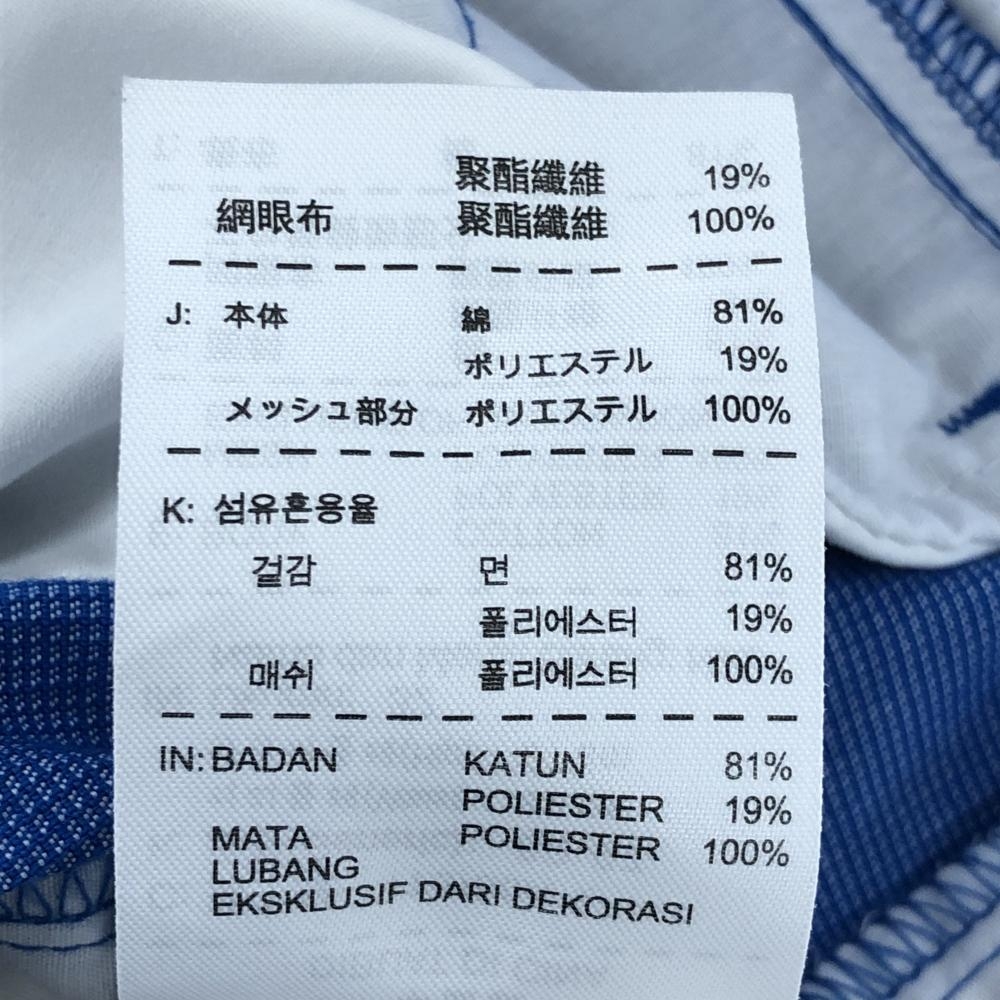 聚酯纖維 19%
網眼布 聚酯纖維 100%
J: 本体 綿 81%
ポリエステル 19%
メッシュ部分 ポリエステル 100%
K: 섬유혼용율
걸감 면 81%
폴리에스터 19%
매쉬 폴리에스터 100%
IN: BADAN KATUN 81%
POLIESTER 19%
MATA POLIESTER 100%
LUBANG
EKSKLUSIF DARI DEKORASI